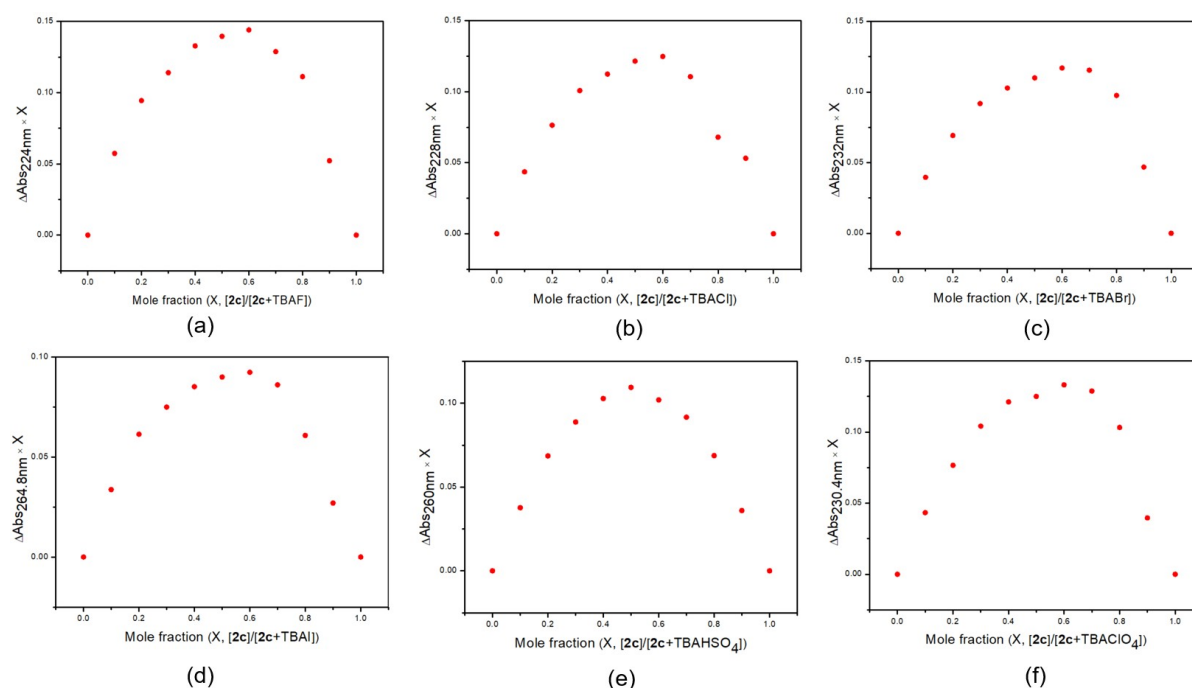 0.15
0.10
0.05
0.00
ΔAbs224nm × X
0.0 0.2 0.4 0.6 0.8 1.0
Mole fraction (X, [2c]/[2c+TBAF])
(a)
0.15
0.10
0.05
0.00
ΔAbs228nm × X
0.0 0.2 0.4 0.6 0.8 1.0
Mole fraction (X, [2c]/[2c+TBACl])
(b)
0.15
0.10
0.05
0.00
ΔAbs232nm × X
0.0 0.2 0.4 0.6 0.8 1.0
Mole fraction (X, [2c]/[2c+TBABr])
(c)
0.10
0.05
0.00
ΔAbs264.8nm × X
0.0 0.2 0.4 0.6 0.8 1.0
Mole fraction (X, [2c]/[2c+TBAI])
(d)
0.10
0.05
0.00
ΔAbs260nm × X
0.0 0.2 0.4 0.6 0.8 1.0
Mole fraction (X, [2c]/[2c+TBAHSO4])
(e)
0.15
0.10
0.05
0.00
ΔAbs230.4nm × X
0.0 0.2 0.4 0.6 0.8 1.0
Mole fraction (X, [2c]/[2c+TBAClO4])
(f)